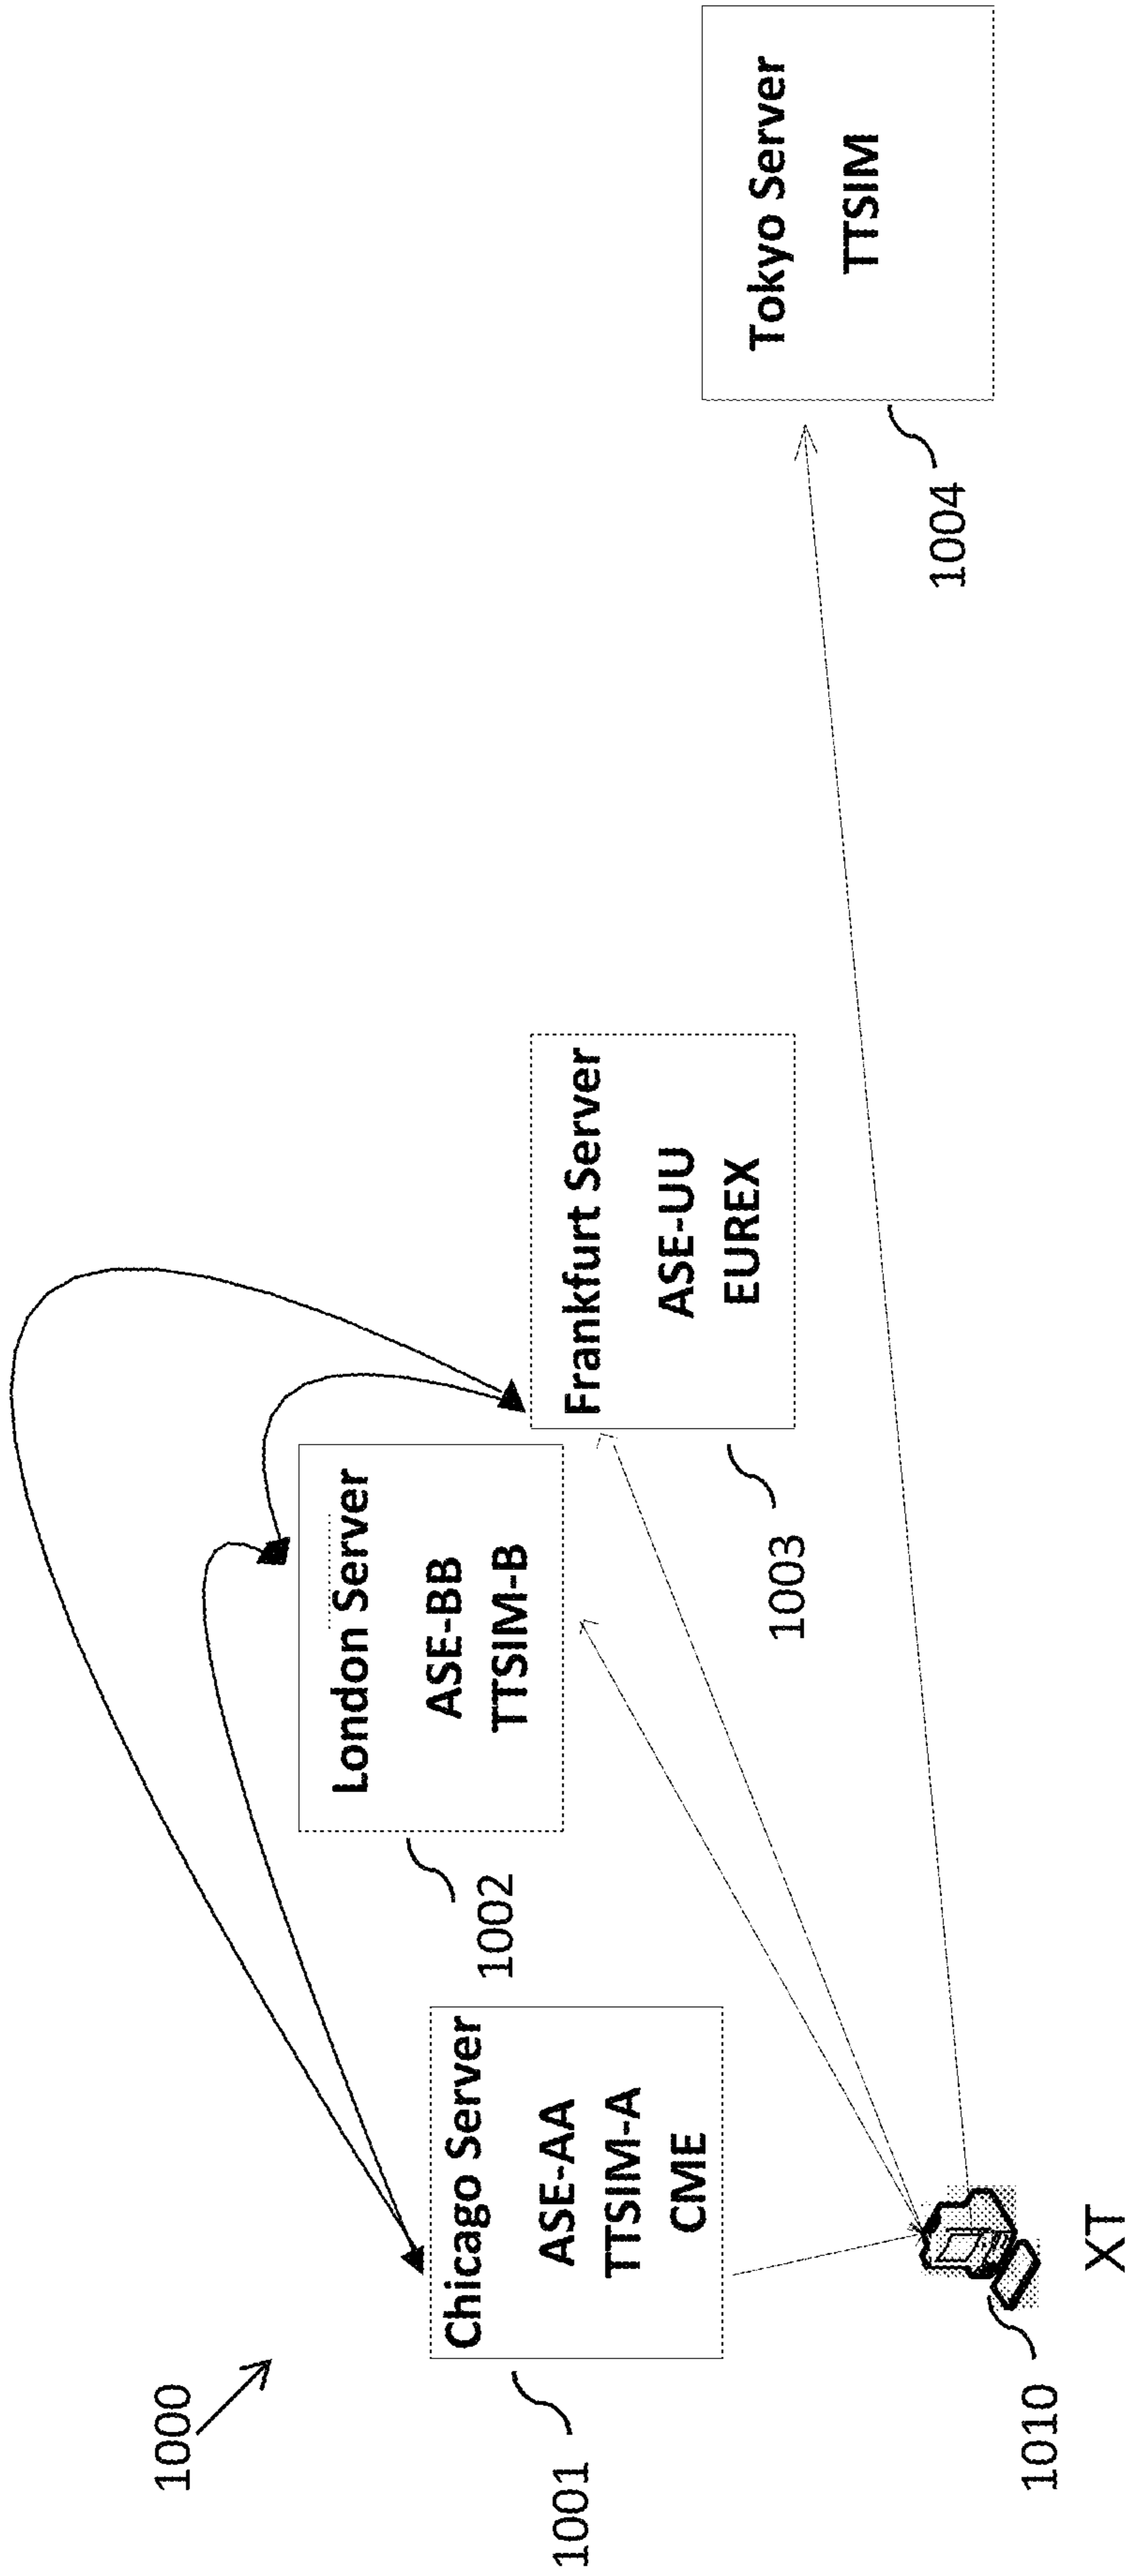 1000
Chicago Server
ASE-AA
TTSIM-A
CME
1001
London Server
ASE-BB
TTSIM-B
1002
Frankfurt Server
ASE-UU
EUREX
1003
Tokyo Server
TTSIM
1004
1010
XT